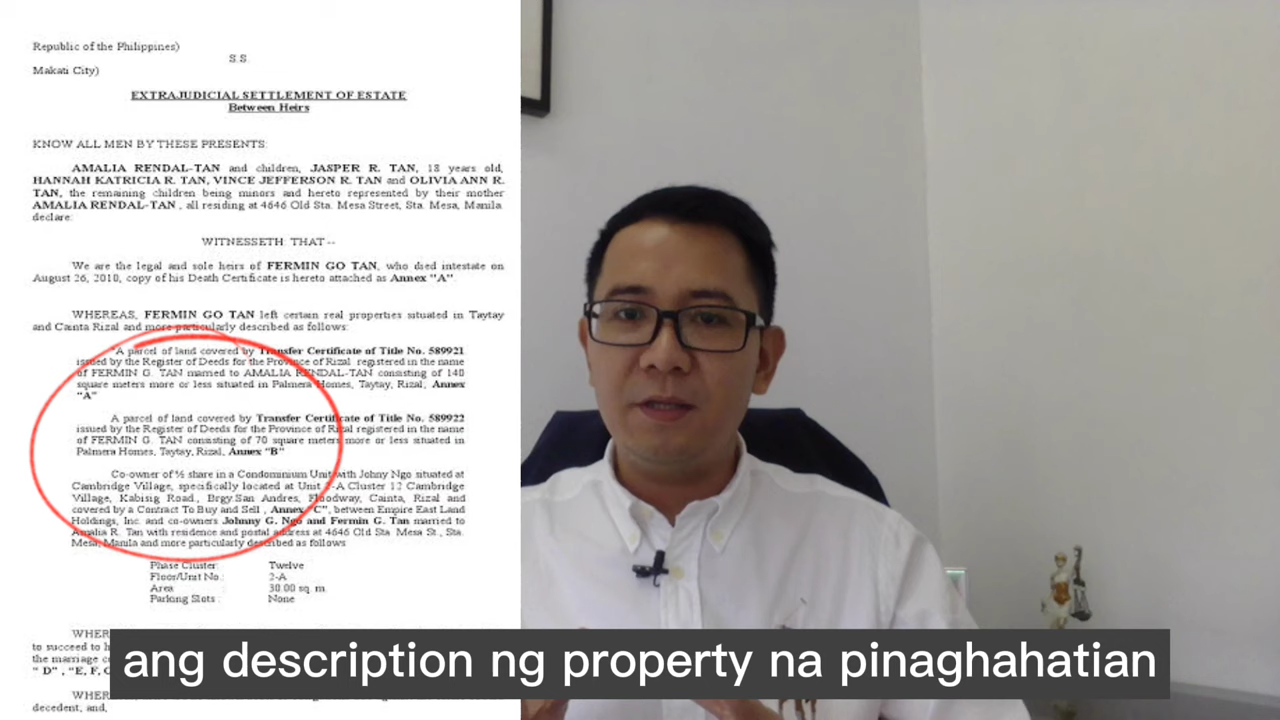 Republic of the Philippines)
S.S.
Makati City)
EXTRAJUDICIAL SETTLEMENT OF ESTATE
Between Heirs
KNOW ALL MEN BY THESE PRESENTS:
AMALIA RENDAL-TAN and children, JASPER R. TAN, 18 years old,
HANNAH KATRICIA R. TAN, VINCE JEFFERSON R. TAN and OLIVIA ANN R.
TAN, the remaining children being minors and hereto represented by their mother
AMALIA RENDAL-TAN , all residing at 4646 Old Sta. Mesa Street, Sta. Mesa, Manila
declare:
WITNESSETH: THAT --
We are the legal and sole heirs of FERMIN GO TAN, who died intestate on
August 26, 2010, copy of his Death Certificate is hereto attached as Annex "A".
WHEREAS, FERMIN GO TAN left certain real properties situated in Taytay
and Cainta Rizal and more particularly described as follows:
"A parcel of land covered by Transfer Certificate of Title No. 589921
issued by the Register of Deeds for the Province of Rizal registered in the name
of FERMIN G. TAN married to AMALIA RENDAL-TAN consisting of 140
square meters more or less situated in Palmera Homes, Taytay, Rizal, Annex
"A"
A parcel of land covered by Transfer Certificate of Title No. 589922
issued by the Register of Deeds for the Province of Rizal registered in the name
of FERMIN G. TAN consisting of 70 square meters more or less situated in
Palmera Homes, Taytay, Rizal, Annex "B"
Co-owner of ½ share in a Condominium Unit with Johny Ngo situated at
Cambridge Village, specifically located at Unit 2-A Cluster 12 Cambridge
Village, Kabisig Road., Brgy.San Andres, Floodway, Cainta, Rizal and
covered by a Contract To Buy and Sell , Annex "C", between Empire East Land
Holdings, Inc. and co-owners Johnny G. Ngo and Fermin G. Tan married to
Amalia R. Tan with residence and postal address at 4646 Old Sta. Mesa St., Sta.
Mesa, Manila and more particularly described as follows
Phase Cluster: Twelve
Floor/Unit No.: 2-A
Area : 30.00 sq. m.
Parking Slots : None
WHER
to succeed to h
the marriage c
" D" , "E, F, G
WHER
decedent, and,
ang description ng property na pinaghahatian